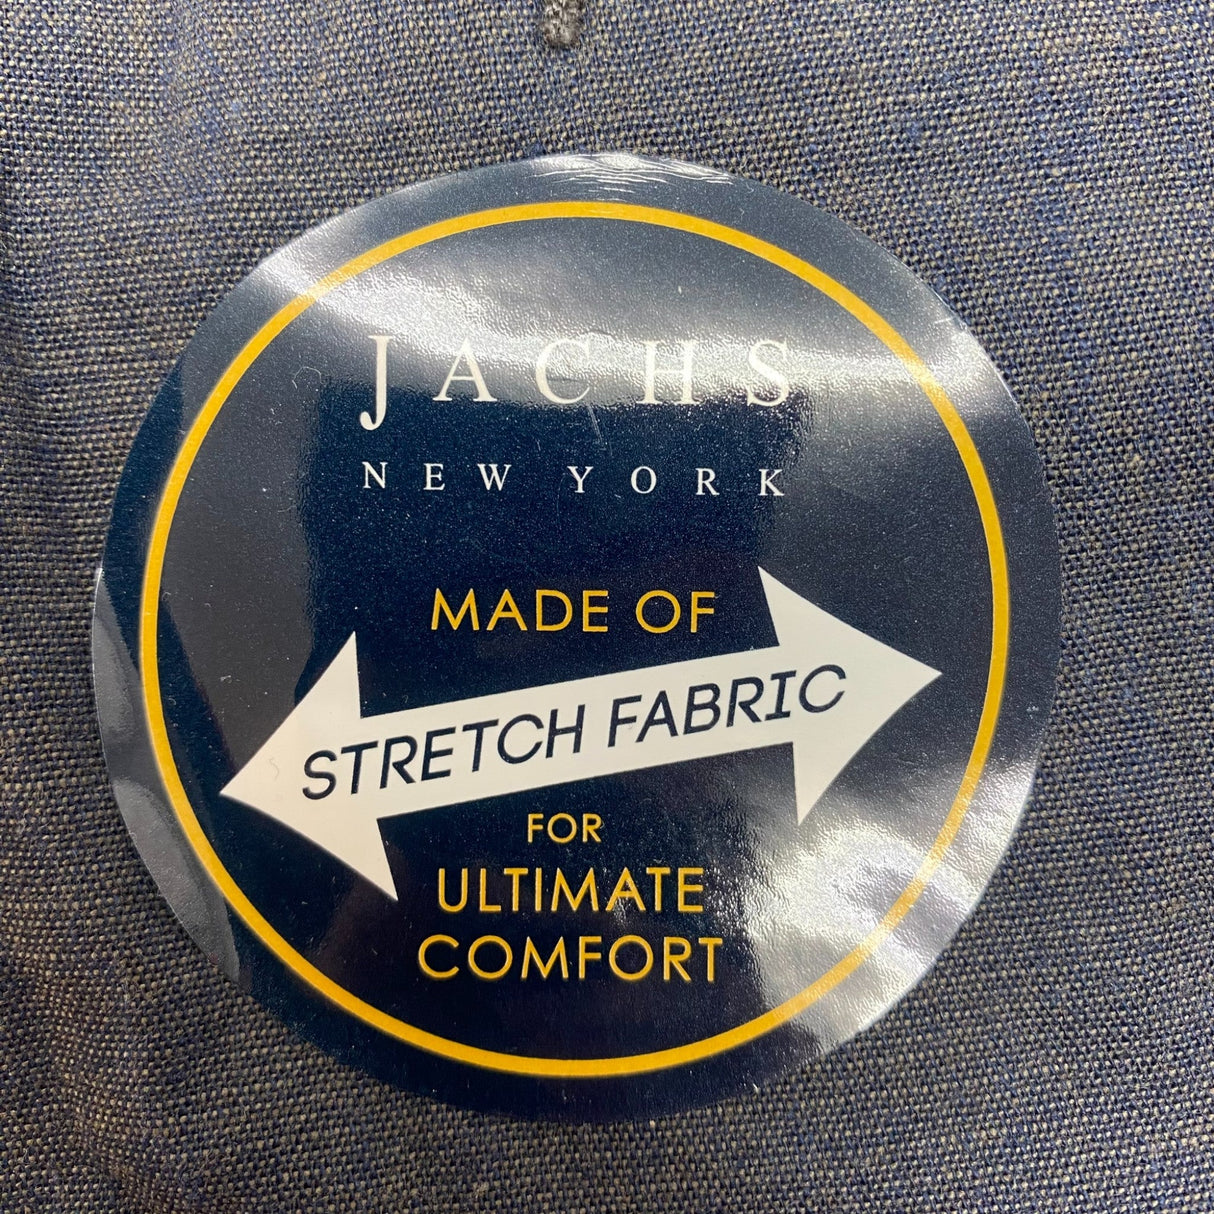 JACHS
NEW YORK
MADE OF
STRETCH FABRIC
FOR
ULTIMATE
COMFORT